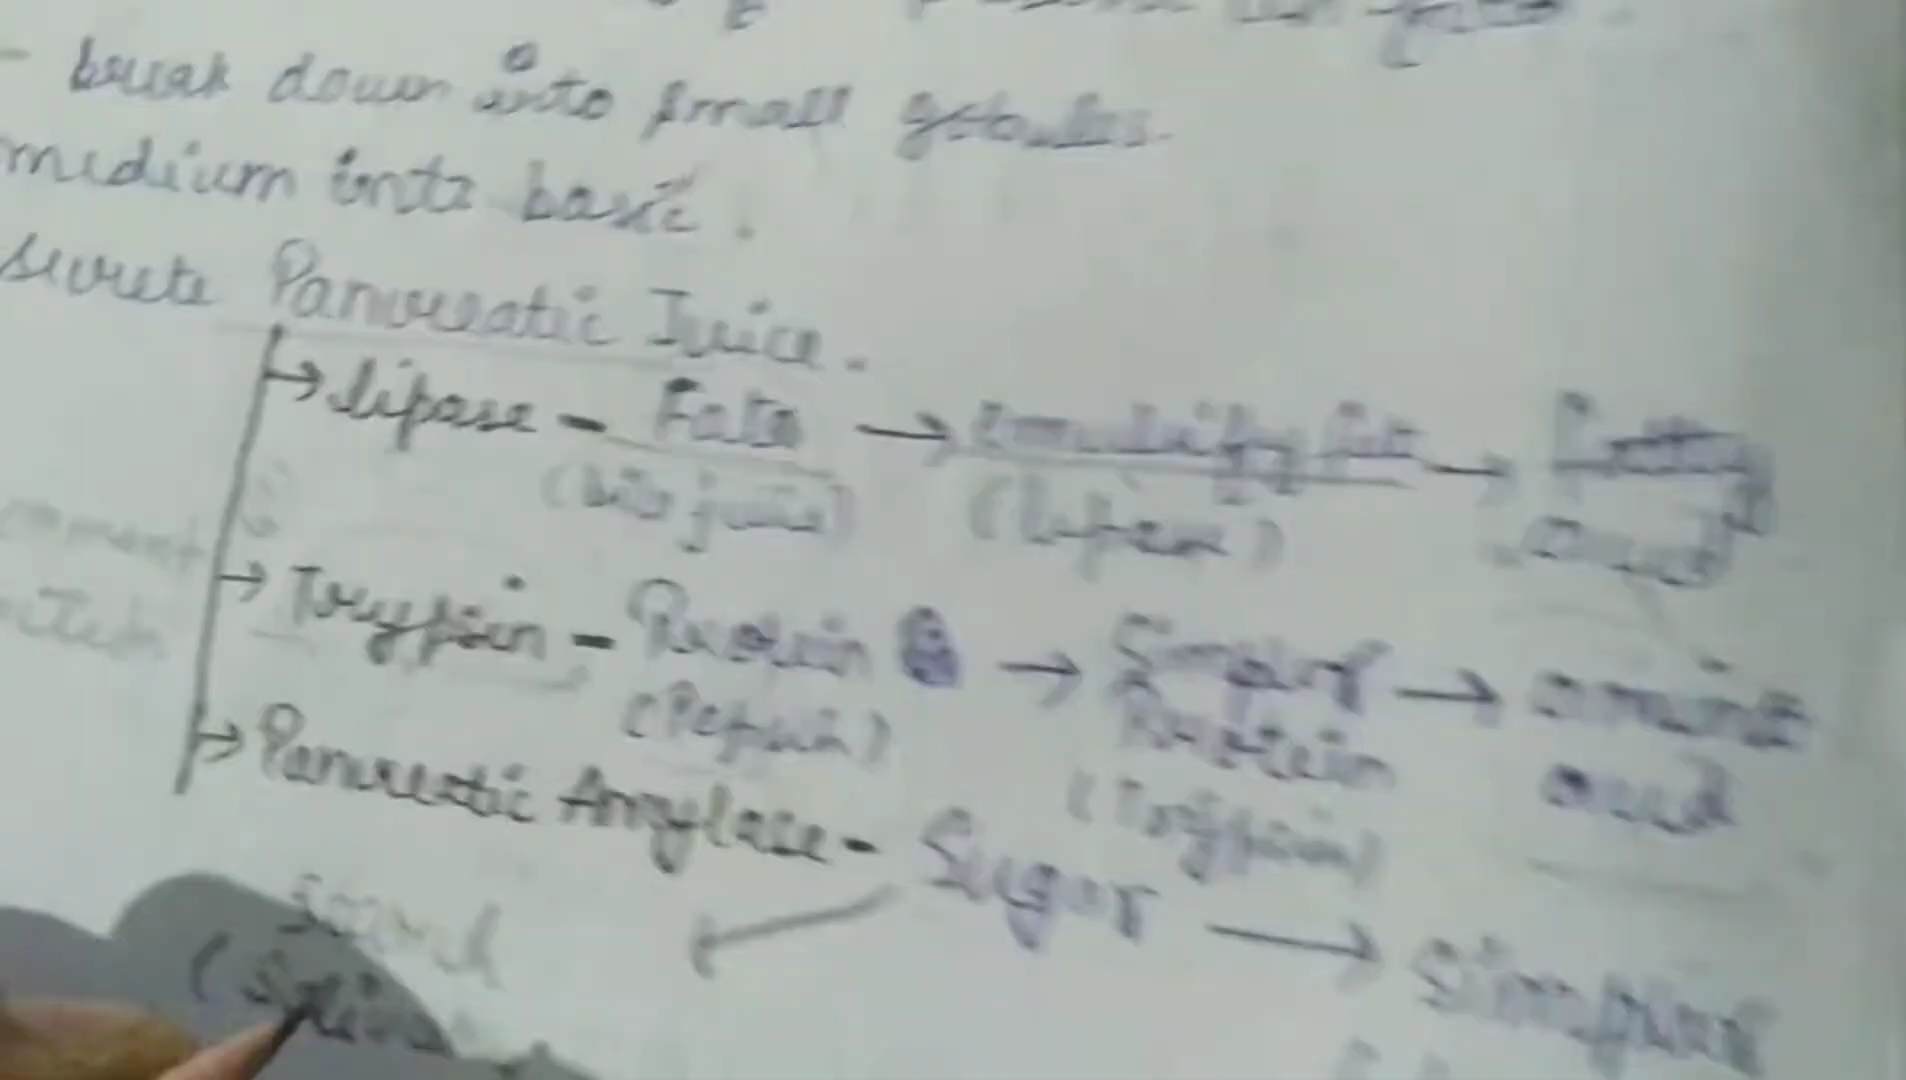 - break down into small globules.
medium into basic.
secrete Pancreatic Juice.
→ lipase - Fats → emulsify fat → fatty
(bile juice) (lipase) acid
→ Trypsin - Protein → Simpler → amino
(Pepsin) Protein acid
(Trypsin)
→ Pancreatic Amylase - Sugar → Simpler
Starch